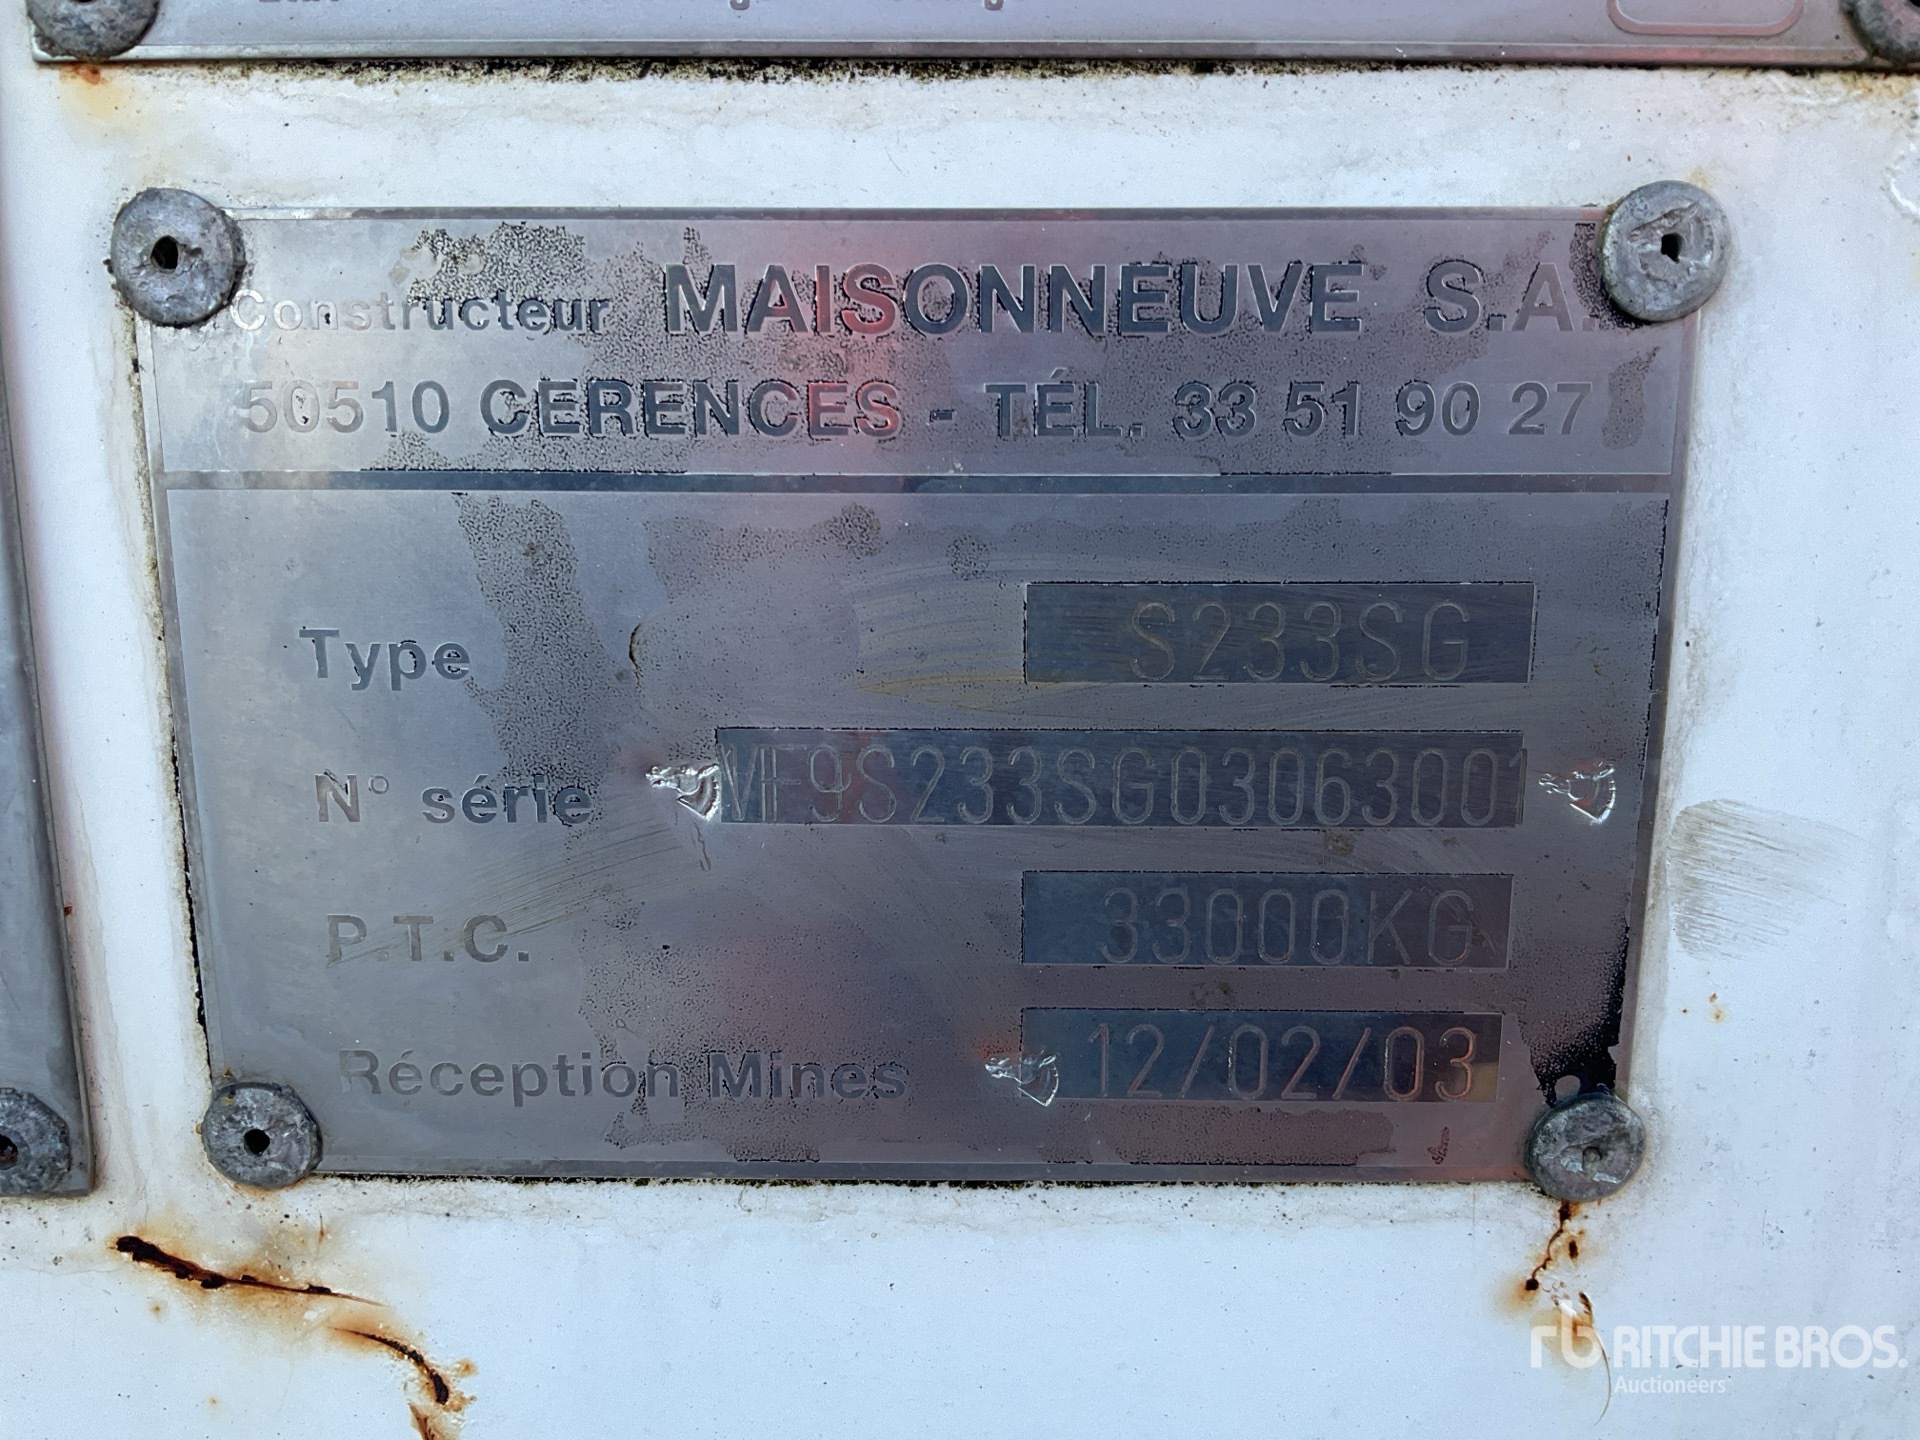 Constructeur MAISONNEUVE S.A.
50510 CERENCES - TÉL. 33 51 90 27
Type S233SG
N° série VF9S233SG03063001
P.T.C. 33000KG
Réception Mines 12/02/03
RITCHIE BROS.
Auctioneers